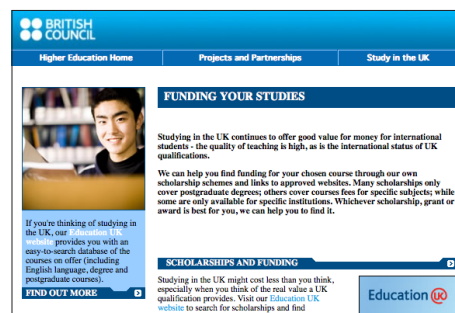 BRITISH
COUNCIL
Higher Education Home
Projects and Partnerships
Study in the UK
FUNDING YOUR STUDIES
Studying in the UK continues to offer good value for money for international
students - the quality of teaching is high, as is the international status of UK
qualifications.
We can help you find funding for your chosen course through our own
scholarship schemes and links to approved websites. Many scholarships only
cover postgraduate degrees; others cover courses fees for specific subjects; while
some are only available for specific institutions. Whichever scholarship, grant or
award is best for you, we can help you to find it.
If you're thinking of studying in
the UK, our Education UK
website provides you with an
easy-to-search database of the
courses on offer (including
English language, degree and
postgraduate courses).
FIND OUT MORE
SCHOLARSHIPS AND FUNDING
Studying in the UK might cost less than you think,
especially when you think of the real value a UK
qualification provides. Visit our Education UK
website to search for scholarships and find
Education UK